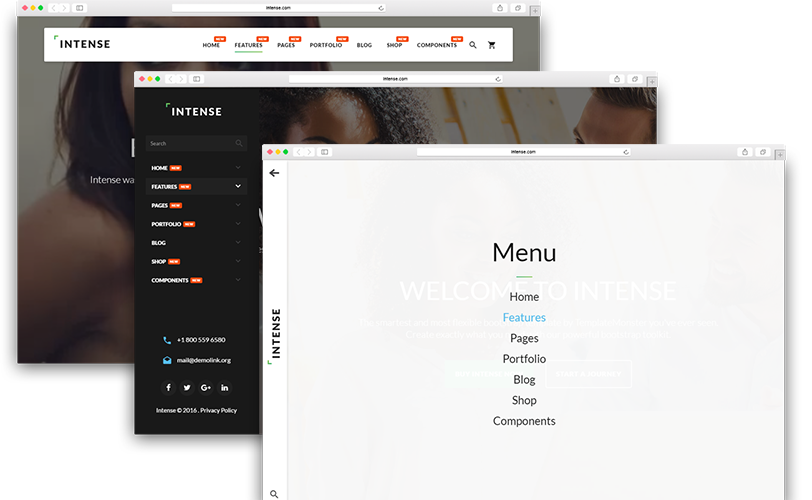 intense.com
INTENSE
HOME NEW FEATURES NEW PAGES NEW PORTFOLIO NEW BLOG SHOP NEW COMPONENTS NEW
Intense wa
intense.com
INTENSE
Search
HOME NEW
FEATURES NEW
PAGES NEW
PORTFOLIO NEW
BLOG
SHOP NEW
COMPONENTS NEW
+1 800 559 6580
mail@demolink.org
Intense © 2016 . Privacy Policy
intense.com
INTENSE
Menu
WELCOME TO INTENSE
Home
Features
Pages
Portfolio
Blog
Shop
Components